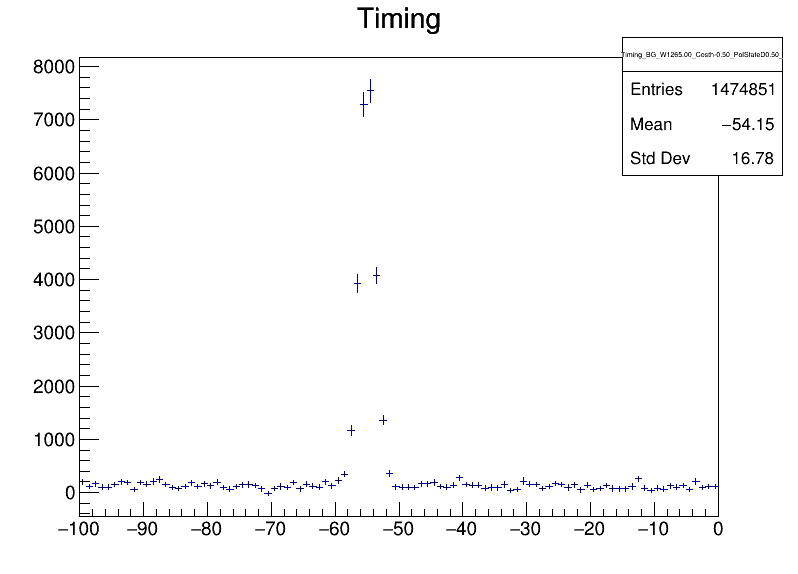 Timing
Timing_BG_W1265.00_Costh-0.50_PolStateD0.50_
Entries 1474851
Mean −54.15
Std Dev 16.78
8000
7000
6000
5000
4000
3000
2000
1000
0
−100 −90 −80 −70 −60 −50 −40 −30 −20 −10 0